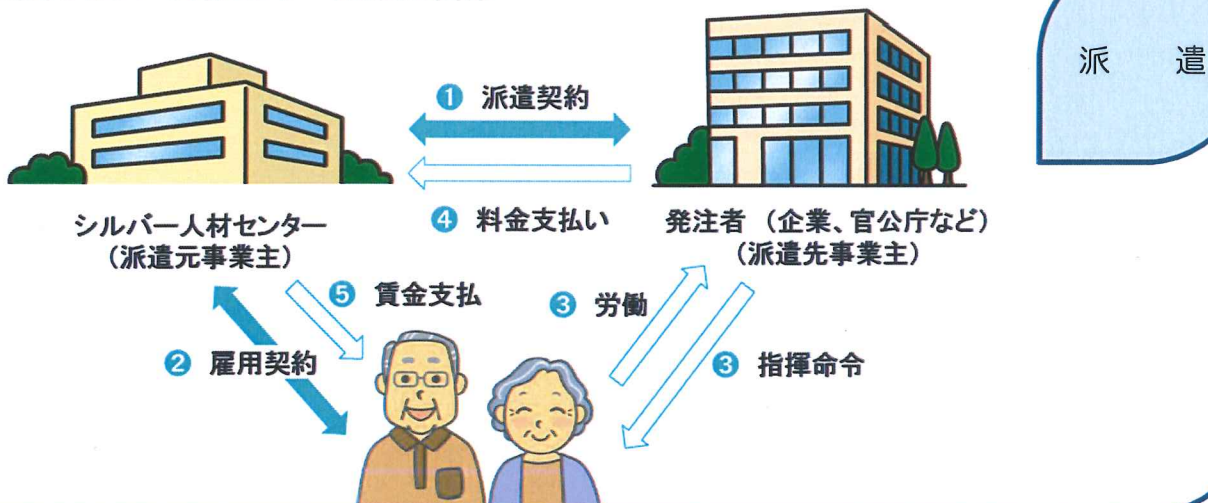 派 遣
❶ 派遣契約
❹ 料金支払い
シルバー人材センター
（派遣元事業主）
発注者 （企業、官公庁など）
（派遣先事業主）
❺ 賃金支払
❸ 労働
❷ 雇用契約
❸ 指揮命令